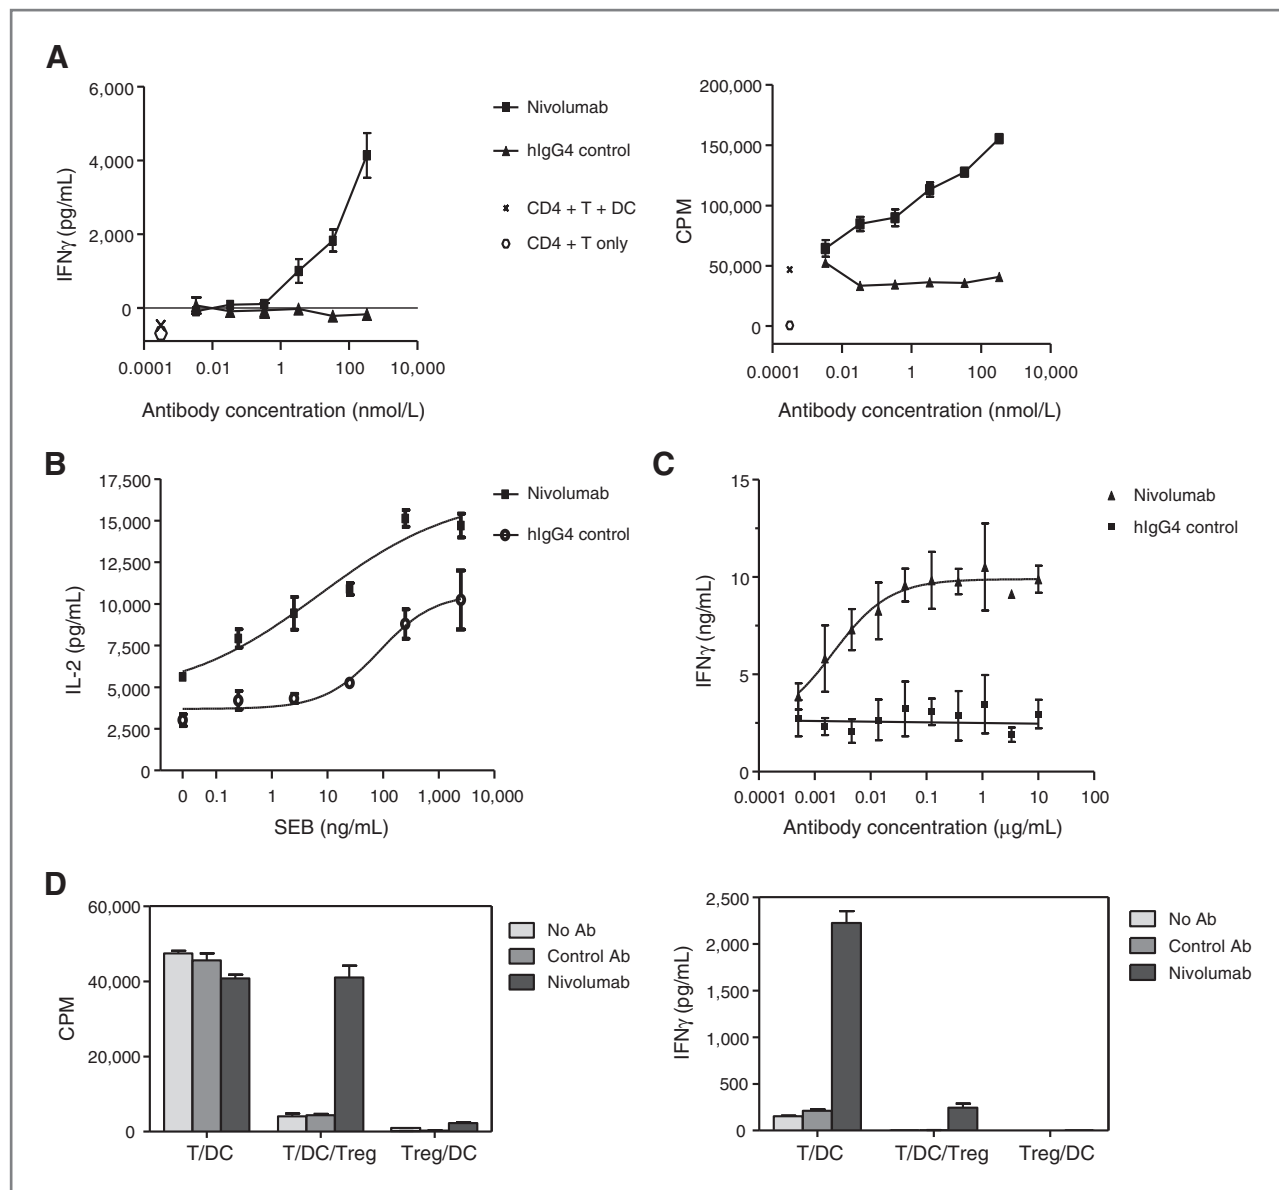 A
6,000
4,000
2,000
0
IFNγ (pg/mL)
0.0001 0.01 1 100 10,000
Antibody concentration (nmol/L)
Nivolumab
hIgG4 control
CD4 + T + DC
CD4 + T only
200,000
150,000
100,000
50,000
0
CPM
0.0001 0.01 1 100 10,000
Antibody concentration (nmol/L)
B
17,500
15,000
12,500
10,000
7,500
5,000
2,500
0
IL-2 (pg/mL)
0 0.1 1 10 100 1,000 10,000
SEB (ng/mL)
Nivolumab
hIgG4 control
C
15
10
5
0
IFNγ (ng/mL)
0.0001 0.001 0.01 0.1 1 10 100
Antibody concentration (μg/mL)
Nivolumab
hIgG4 control
D
60,000
40,000
20,000
0
CPM
T/DC T/DC/Treg Treg/DC
No Ab
Control Ab
Nivolumab
2,500
2,000
1,500
1,000
500
0
IFNγ (pg/mL)
T/DC T/DC/Treg Treg/DC
No Ab
Control Ab
Nivolumab